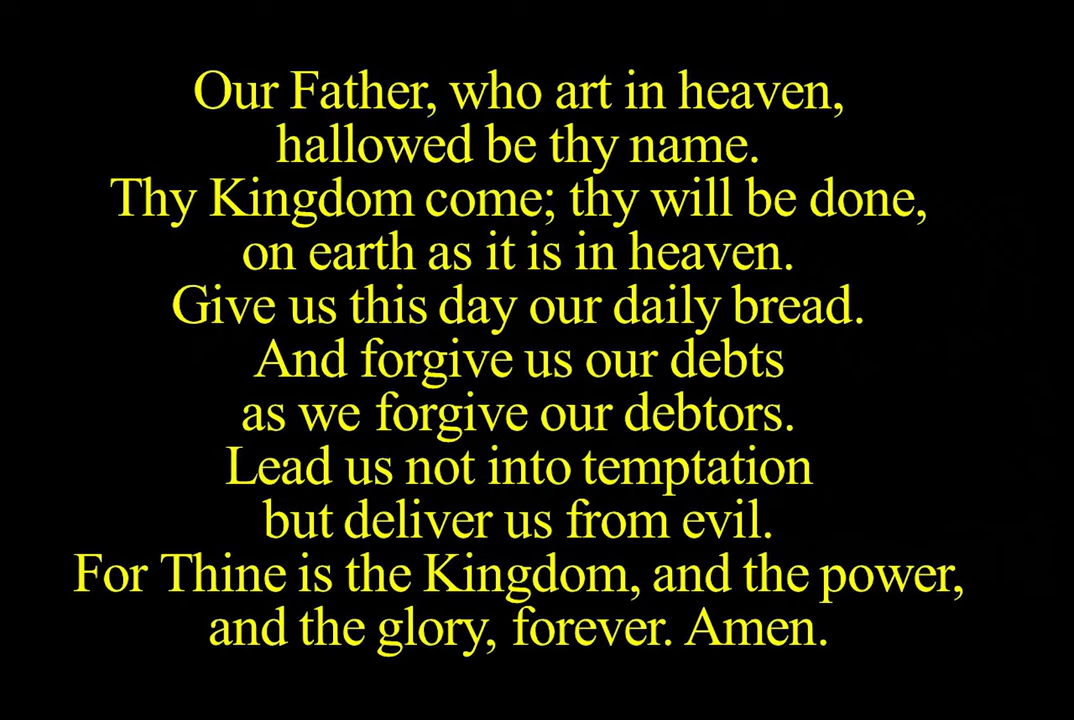 Our Father, who art in heaven,
hallowed be thy name.
Thy Kingdom come; thy will be done,
on earth as it is in heaven.
Give us this day our daily bread.
And forgive us our debts
as we forgive our debtors.
Lead us not into temptation
but deliver us from evil.
For Thine is the Kingdom, and the power,
and the glory, forever. Amen.